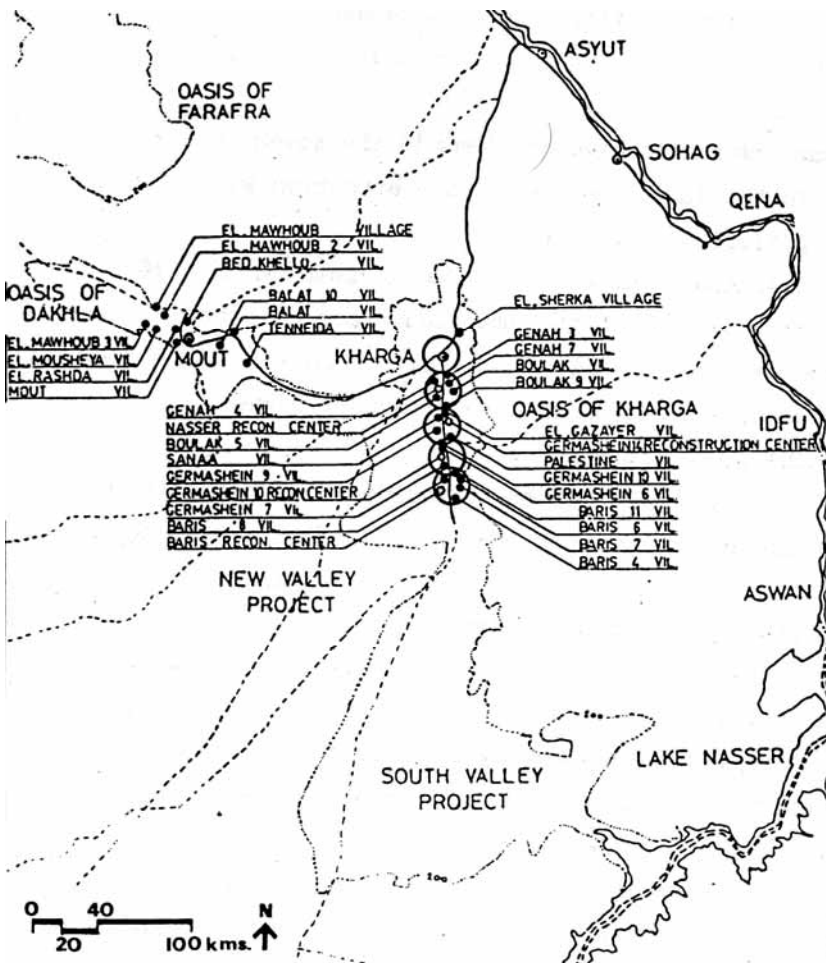 ASYUT
OASIS OF
FARAFRA
SOHAG
QENA
EL.MAWHOUB VILLAGE
EL.MAWHOUB 2 VIL.
BED.KHELLO VIL.
OASIS OF
DAKHLA
BALAT 10 VIL.
BALAT VIL.
TENNEIDA VIL.
EL.MAWHOUB 3 VIL.
EL.MOUSHEYA VIL.
EL.RASHDA VIL.
MOUT VIL.
MOUT
KHARGA
EL.SHERKA VILLAGE
GENAH 3 VIL.
GENAH 7 VIL.
BOULAK VIL.
BOULAK 9 VIL.
OASIS OF KHARGA
IDFU
GENAH 4 VIL.
NASSER RECON CENTER
BOULAK 5 VIL.
SANAA VIL.
GERMASHEIN 9 VIL.
GERMASHEIN 10 RECON CENTER
GERMASHEIN 7 VIL.
BARIS 8 VIL.
BARIS RECON CENTER
EL GAZAYER VIL.
GERMASHEIN RECONSTRUCTION CENTER
PALESTINE VIL.
GERMASHEIN 10 VIL.
GERMASHEIN 6 VIL.
BARIS 11 VIL.
BARIS 6 VIL.
BARIS 7 VIL.
BARIS 4 VIL.
NEW VALLEY
PROJECT
ASWAN
200
LAKE NASSER
SOUTH VALLEY
PROJECT
200
0 40
20 100 kms.
N